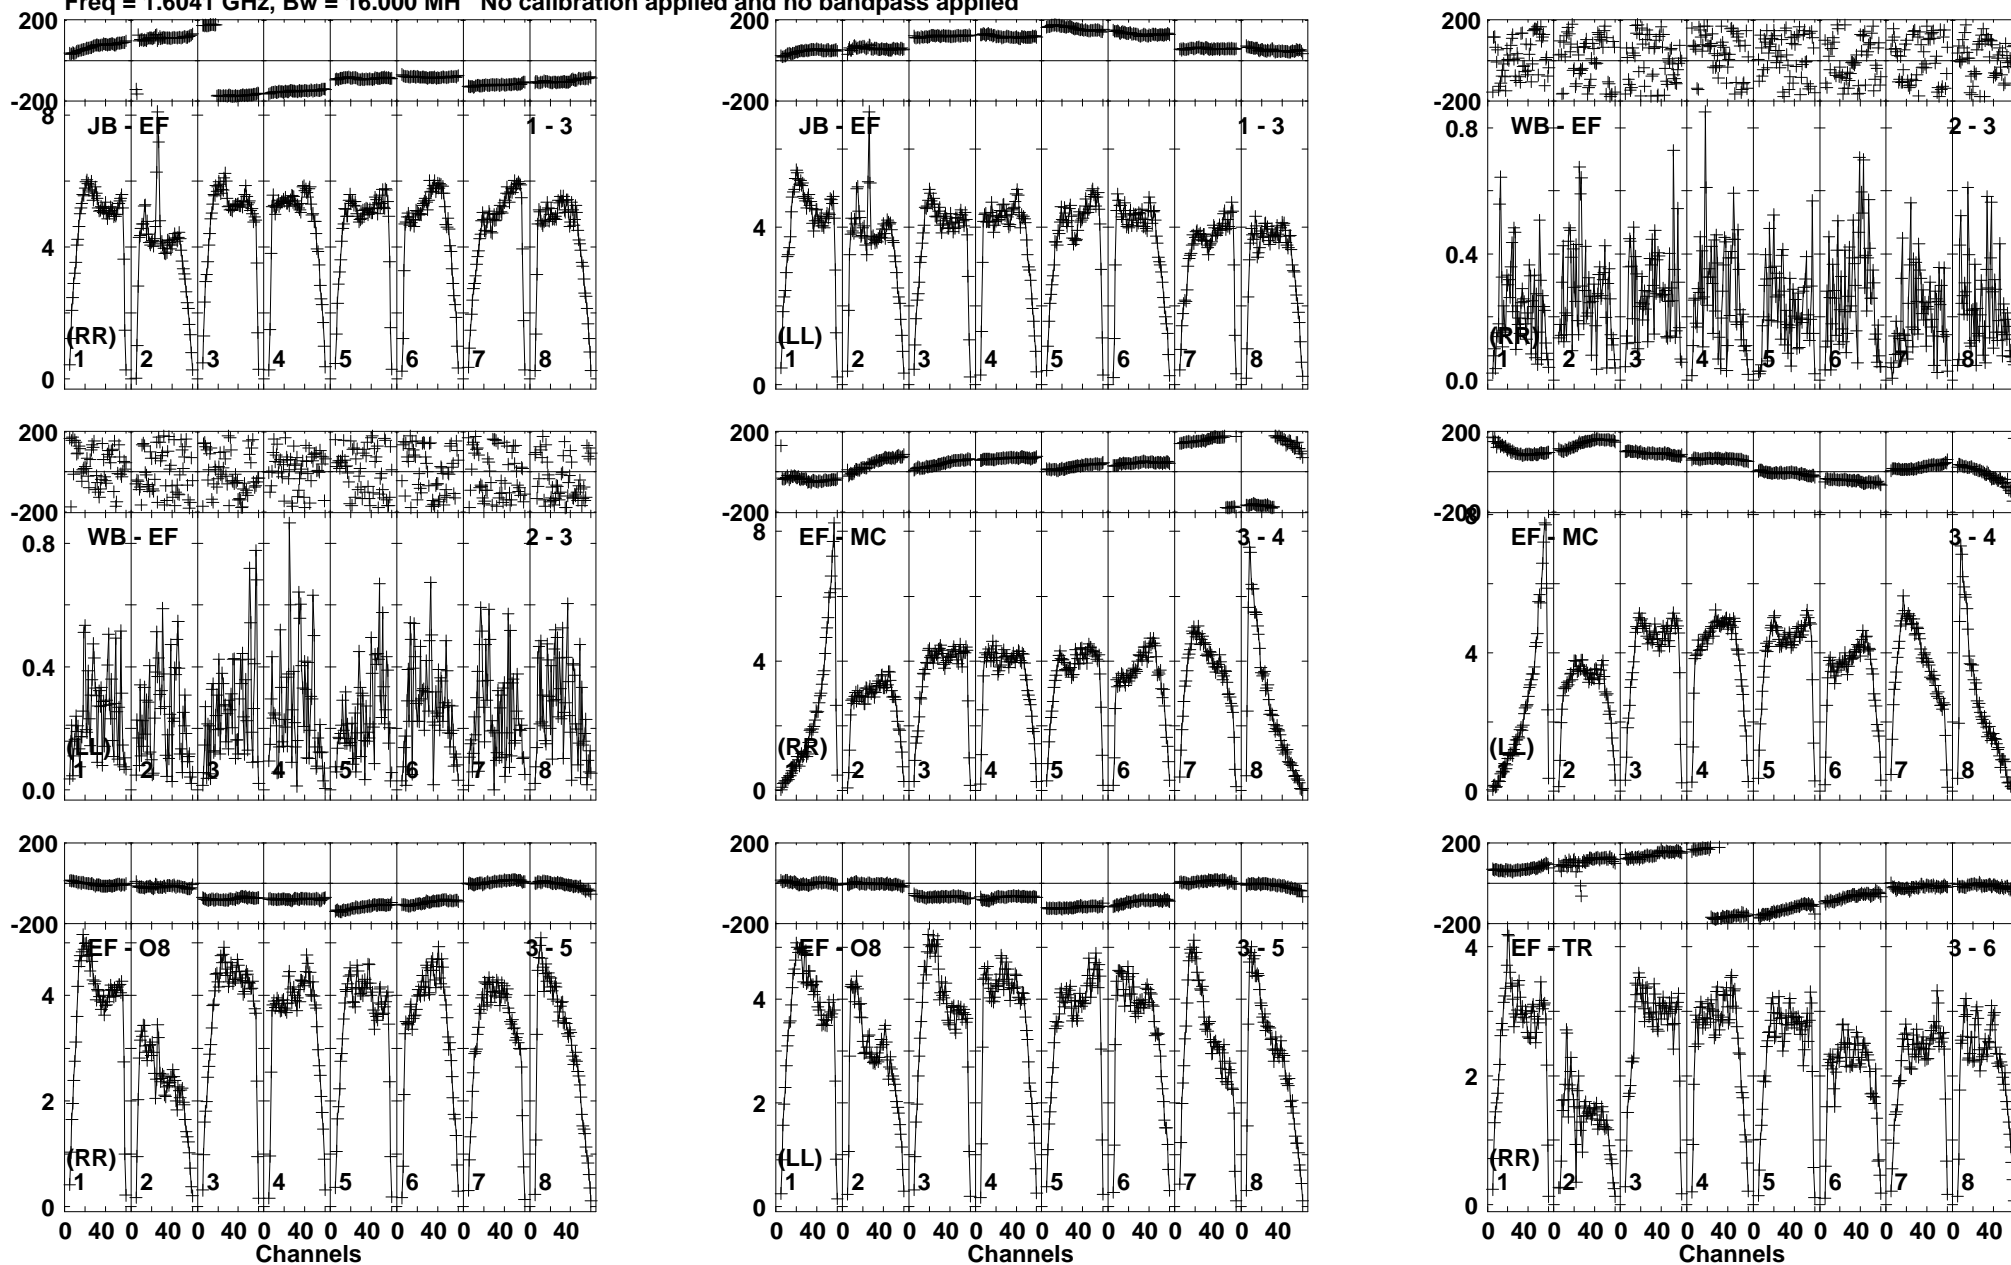 Freq = 1.6041 GHz, Bw = 16.000 MH No calibration applied and no bandpass applied
200 200 200
-200 -200 -200
8 JB - EF 1 - 3 JB - EF 1 - 3 0.8 WB - EF 2 - 3
4 4 0.4
(RR) (LL) (RR)
1 2 3 4 5 6 7 8 1 2 3 4 5 6 7 8 1 2 3 4 5 6 7 8
0 0 0.0
200 200 200
-200 -200 -200
0.8 WB - EF 2 - 3 8 EF - MC 3 - 4 8 EF - MC 3 - 4
0.4 4 4
(LL) (RR) (LL)
1 2 3 4 5 6 7 8 1 2 3 4 5 6 7 8 1 2 3 4 5 6 7 8
0.0 0 0
200 200 200
-200 -200 -200
EF - O8 3 - 5 EF - O8 3 - 5 4 EF - TR 3 - 6
4 4
2 2 2
(RR) (LL) (RR)
1 2 3 4 5 6 7 8 1 2 3 4 5 6 7 8 1 2 3 4 5 6 7 8
0 0 0
0 40 0 40 0 40 0 40 0 40 0 40 0 40 0 40 0 40 0 40 0 40 0 40 0 40 0 40 0 40 0 40 0 40 0 40 0 40 0 40 0 40 0 40 0 40 0 40
Channels Channels Channels